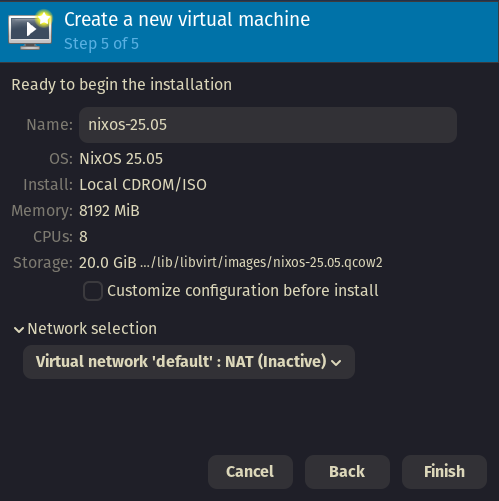 Create a new virtual machine
Step 5 of 5
Ready to begin the installation
Name: nixos-25.05
OS: NixOS 25.05
Install: Local CDROM/ISO
Memory: 8192 MiB
CPUs: 8
Storage: 20.0 GiB .../lib/libvirt/images/nixos-25.05.qcow2
Customize configuration before install
Network selection
Virtual network 'default' : NAT (Inactive)
Cancel Back Finish